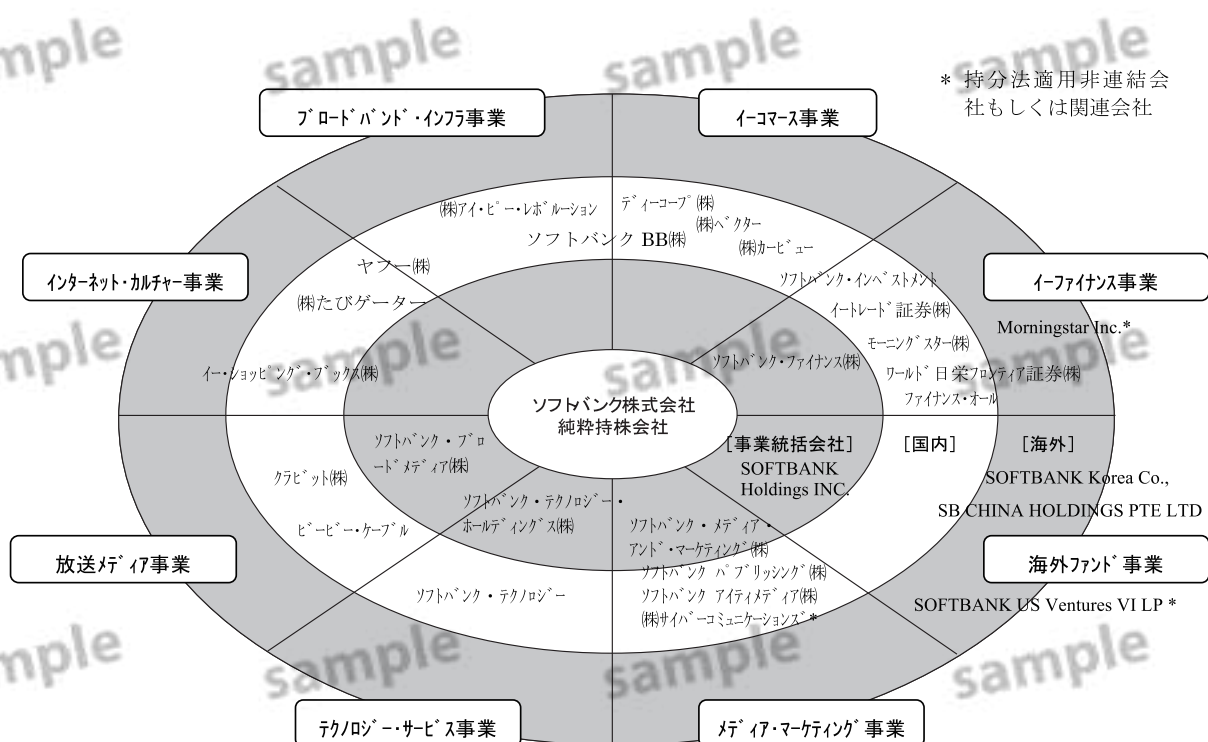 * 持分法適用非連結会
社もしくは関連会社
ﾌﾞﾛｰﾄﾞﾊﾞﾝﾄﾞ･ｲﾝﾌﾗ事業
ｲｰｺﾏｰｽ事業
㈱ｱｲ･ﾋﾟｰ･ﾚﾎﾞﾙｰｼｮﾝ
ﾃﾞｨｰｺｰﾌﾟ㈱
㈱ﾍﾞｸﾀｰ
ソフトバンク BB㈱
㈱ｶｰﾋﾞｭｰ
ｲﾝﾀｰﾈｯﾄ･ｶﾙﾁｬｰ事業
ヤフー㈱
㈱たびゲーター
ｲｰ･ｼｮｯﾋﾟﾝｸﾞ･ﾌﾞｯｸｽ㈱
ｲｰﾌｧｲﾅﾝｽ事業
ｿﾌﾄﾊﾞﾝｸ･ｲﾝﾍﾞｽﾄﾒﾝﾄ
ｲｰﾄﾚｰﾄﾞ証券㈱
Morningstar Inc.*
ﾓｰﾆﾝｸﾞｽﾀｰ㈱
ｿﾌﾄﾊﾞﾝｸ･ﾌｧｲﾅﾝｽ㈱
ﾜｰﾙﾄﾞ日栄ﾌﾛﾝﾃｨｱ証券㈱
ﾌｧｲﾅﾝｽ･ｵｰﾙ
ソフトバンク株式会社
純粋持株会社
[事業統括会社]
[国内]
[海外]
SOFTBANK
Holdings INC.
SOFTBANK Korea Co.,
SB CHINA HOLDINGS PTE LTD
ｿﾌﾄﾊﾞﾝｸ・ﾌﾞﾛ
ｰﾄﾞﾒﾃﾞｨｱ㈱
ｸﾗﾋﾞｯﾄ㈱
ﾋﾞｰﾋﾞｰ･ｹｰﾌﾞﾙ
放送ﾒﾃﾞｨｱ事業
ｿﾌﾄﾊﾞﾝｸ・ﾃｸﾉﾛｼﾞｰ・
ﾎｰﾙﾃﾞｨﾝｸﾞｽ㈱
ｿﾌﾄﾊﾞﾝｸ・ﾒﾃﾞｨｱ・
ｱﾝﾄﾞ･ﾏｰｹﾃｨﾝｸﾞ㈱
ｿﾌﾄﾊﾞﾝｸ ﾊﾟﾌﾞﾘｯｼﾝｸﾞ㈱
ｿﾌﾄﾊﾞﾝｸ ｱｲﾃｨﾒﾃﾞｨｱ㈱
㈱ｻｲﾊﾞｰｺﾐｭﾆｹｰｼｮﾝｽﾞ*
海外ﾌｧﾝﾄﾞ事業
SOFTBANK US Ventures VI LP *
ｿﾌﾄﾊﾞﾝｸ・ﾃｸﾉﾛｼﾞｰ
ﾃｸﾉﾛｼﾞｰ･ｻｰﾋﾞｽ事業
ﾒﾃﾞｨｱ･ﾏｰｹﾃｨﾝｸﾞ事業
mple
sample
sample
sample
mple
sample
sample
sample
mple
sample
sample
sample